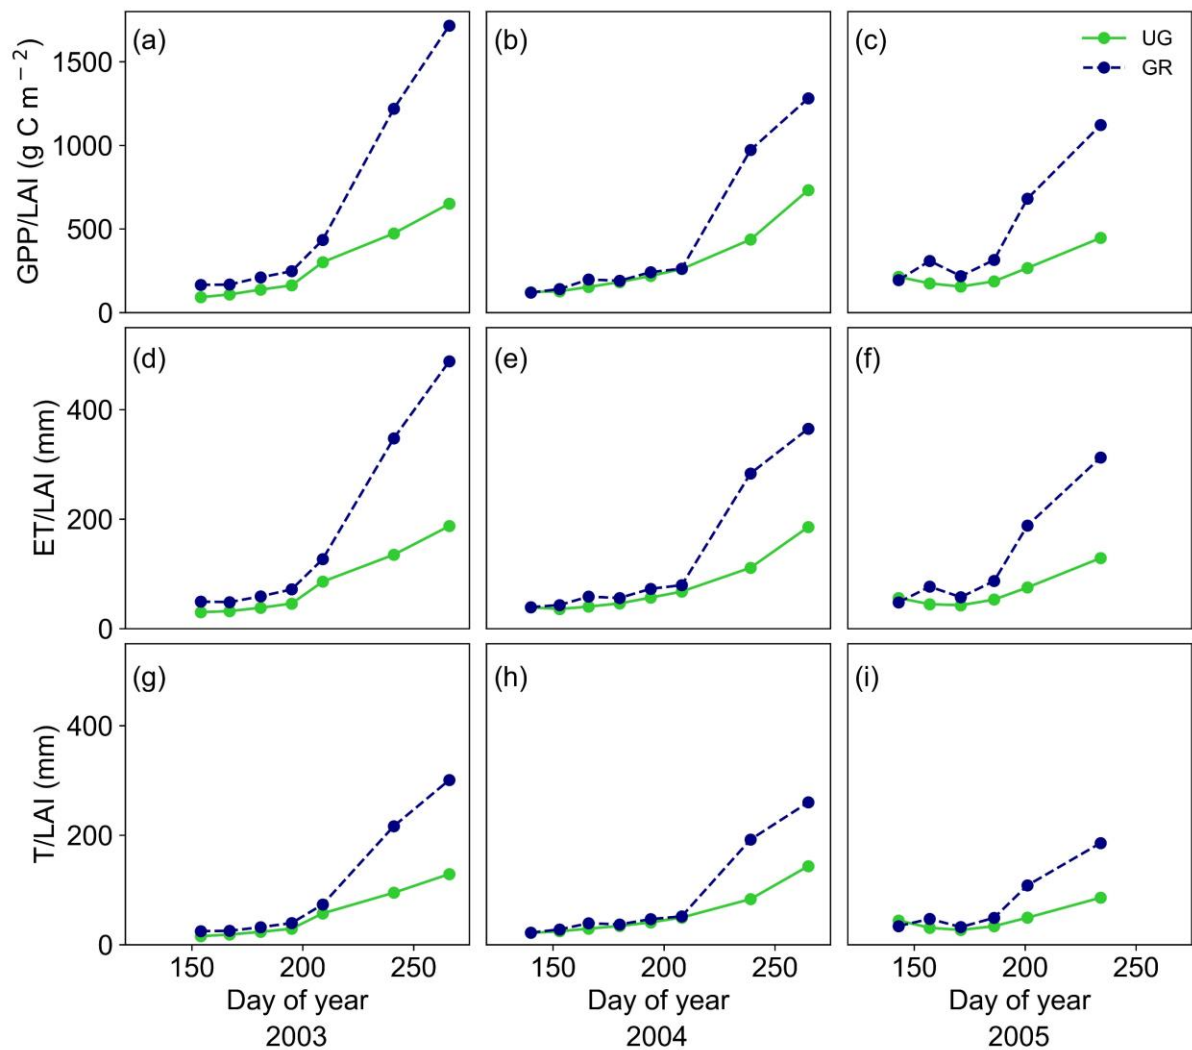 (a)
(b)
(c)
UG
GR
GPP/LAI (g C m⁻²)
1500
1000
500
0
(d)
(e)
(f)
ET/LAI (mm)
400
200
0
(g)
(h)
(i)
T/LAI (mm)
400
200
0
150 200 250
150 200 250
150 200 250
Day of year
Day of year
Day of year
2003
2004
2005